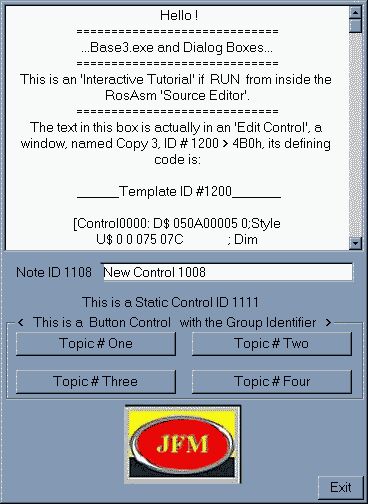 Hello !
=============================
...Base3.exe and Dialog Boxes...
=============================
This is an 'Interactive Tutorial' if  RUN  from inside the
RosAsm 'Source Editor'.
=============================
The text in this box is actually in an 'Edit Control', a
window, named Copy 3, ID # 1200 > 4B0h, its defining
code is:
______Template ID #1200_______
[Control0000: D$ 050A00005 0;Style
U$ 0 0 075 07C ; Dim
Note ID 1108 New Control 1008
This is a Static Control ID 1111
< This is a  Button Control  with the Group Identifier >
Topic # One Topic # Two
Topic # Three Topic # Four
JFM
Exit